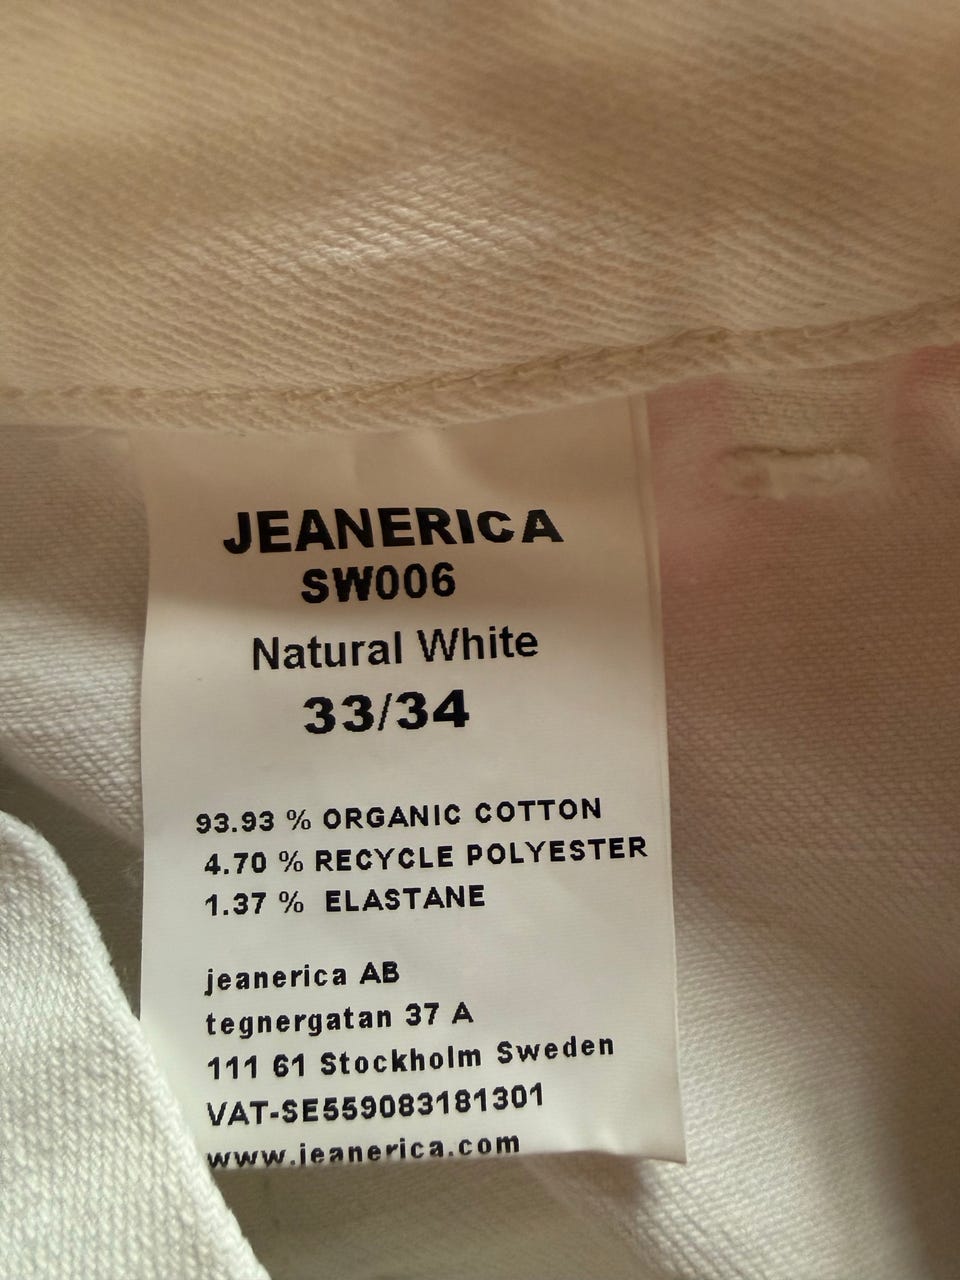 JEANERICA
SW006
Natural White
33/34
93.93 % ORGANIC COTTON
4.70 % RECYCLE POLYESTER
1.37 % ELASTANE
jeanerica AB
tegnergatan 37 A
111 61 Stockholm Sweden
VAT-SE559083181301
www.jeanerica.com